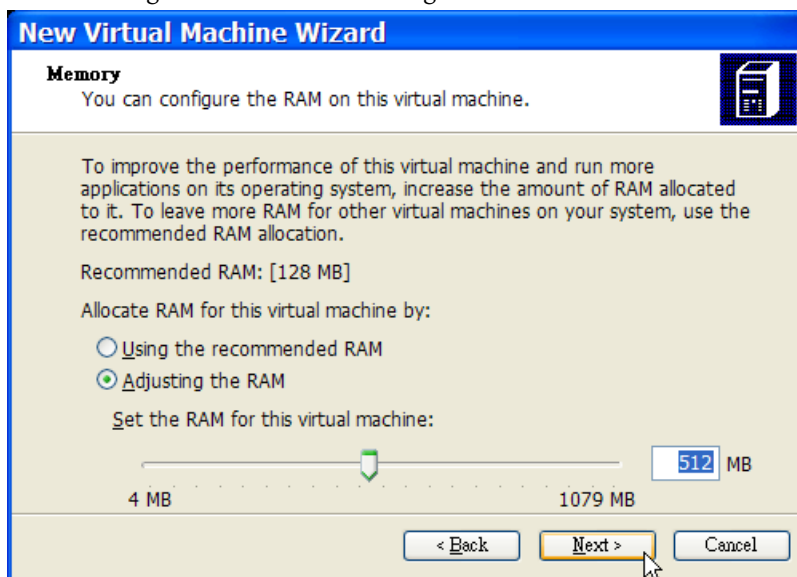 New Virtual Machine Wizard
Memory
You can configure the RAM on this virtual machine.
To improve the performance of this virtual machine and run more
applications on its operating system, increase the amount of RAM allocated
to it. To leave more RAM for other virtual machines on your system, use the
recommended RAM allocation.
Recommended RAM: [128 MB]
Allocate RAM for this virtual machine by:
Using the recommended RAM
Adjusting the RAM
Set the RAM for this virtual machine:
512 MB
4 MB 1079 MB
< Back Next > Cancel